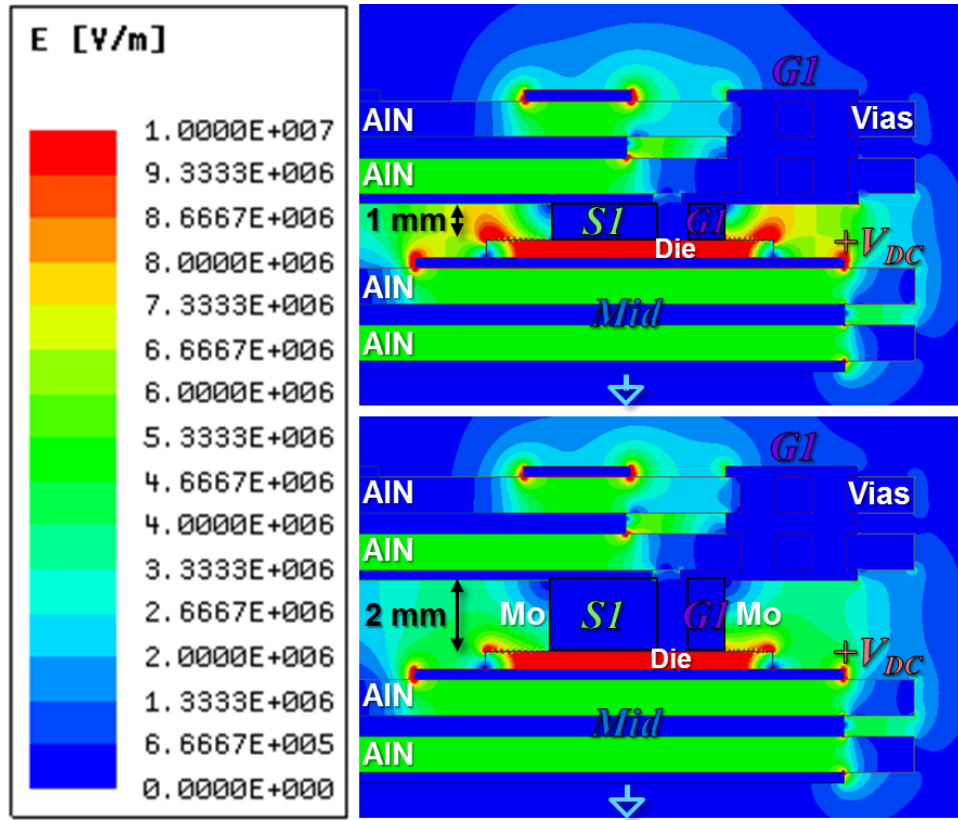 E [V/m]
1.0000E+007
9.3333E+006
8.6667E+006
8.0000E+006
7.3333E+006
6.6667E+006
6.0000E+006
5.3333E+006
4.6667E+006
4.0000E+006
3.3333E+006
2.6667E+006
2.0000E+006
1.3333E+006
6.6667E+005
0.0000E+000
G1
AlN
Vias
AlN
1 mm
S1
G1
Die
+VDC
AlN
Mid
AlN
G1
AlN
Vias
AlN
2 mm
Mo
S1
G1
Mo
Die
+VDC
AlN
Mid
AlN